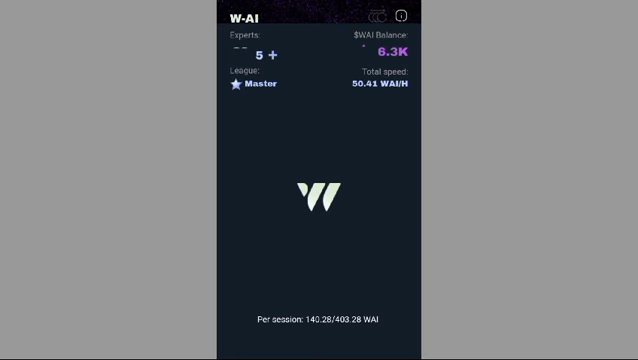 W-AI
Experts: $WAI Balance:
5 + 6.3K
League: Total speed:
Master 50.41 WAI/H
Per session: 140.28/403.28 WAI